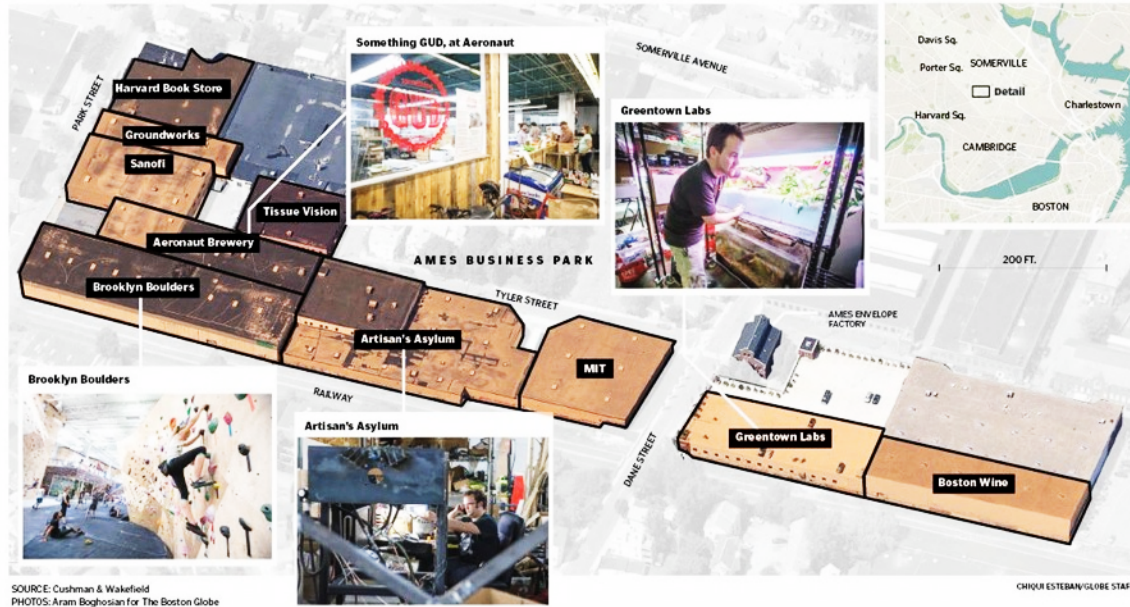 Something GUD, at Aeronaut
GUD
SOMERVILLE AVENUE
Davis Sq.
Porter Sq.
SOMERVILLE
Detail
Charlestown
Harvard Sq.
CAMBRIDGE
BOSTON
PARK STREET
Harvard Book Store
Groundworks
Sanofi
Tissue Vision
Aeronaut Brewery
Brooklyn Boulders
Greentown Labs
AMES BUSINESS PARK
200 FT.
TYLER STREET
AMES ENVELOPE
FACTORY
Artisan's Asylum
MIT
RAILWAY
Brooklyn Boulders
Artisan's Asylum
DANE STREET
Greentown Labs
Boston Wine
SOURCE: Cushman & Wakefield
PHOTOS: Aram Boghosian for The Boston Globe
CHIQUI ESTEBAN/GLOBE STAFF